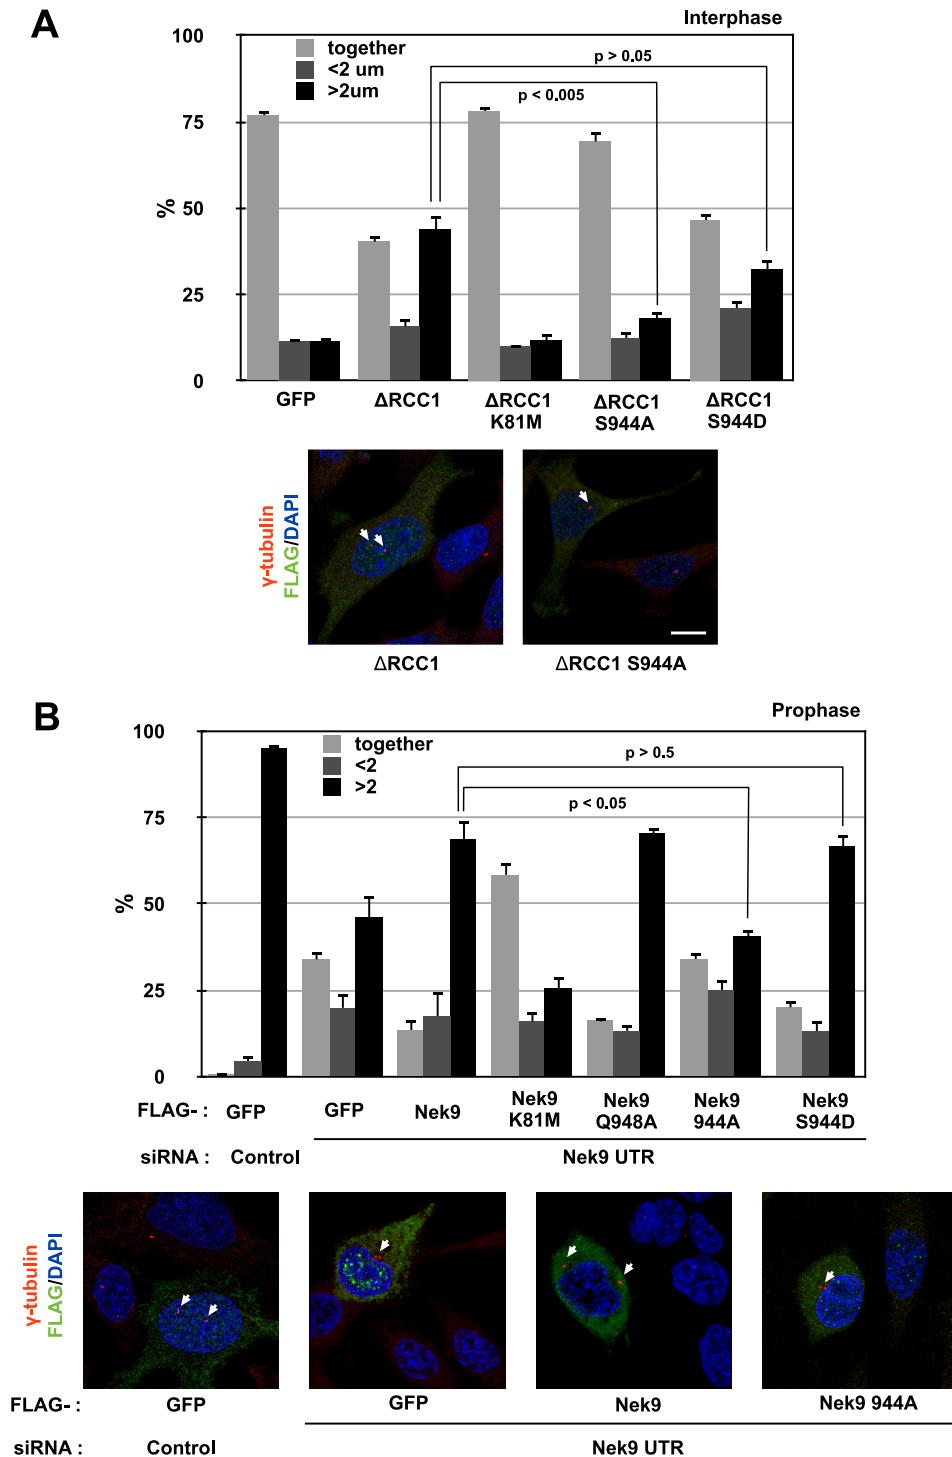 A
Interphase
100
75
50
25
0
%
together
<2 um
>2um
p > 0.05
p < 0.005
GFP
ΔRCC1
ΔRCC1
K81M
ΔRCC1
S944A
ΔRCC1
S944D
γ-tubulin
FLAG/DAPI
ΔRCC1
ΔRCC1 S944A
B
Prophase
100
75
50
25
0
%
together
<2
>2
p > 0.5
p < 0.05
FLAG- :
GFP
GFP
Nek9
Nek9
K81M
Nek9
Q948A
Nek9
944A
Nek9
S944D
siRNA :
Control
Nek9 UTR
γ-tubulin
FLAG/DAPI
FLAG- :
GFP
GFP
Nek9
Nek9 944A
siRNA :
Control
Nek9 UTR